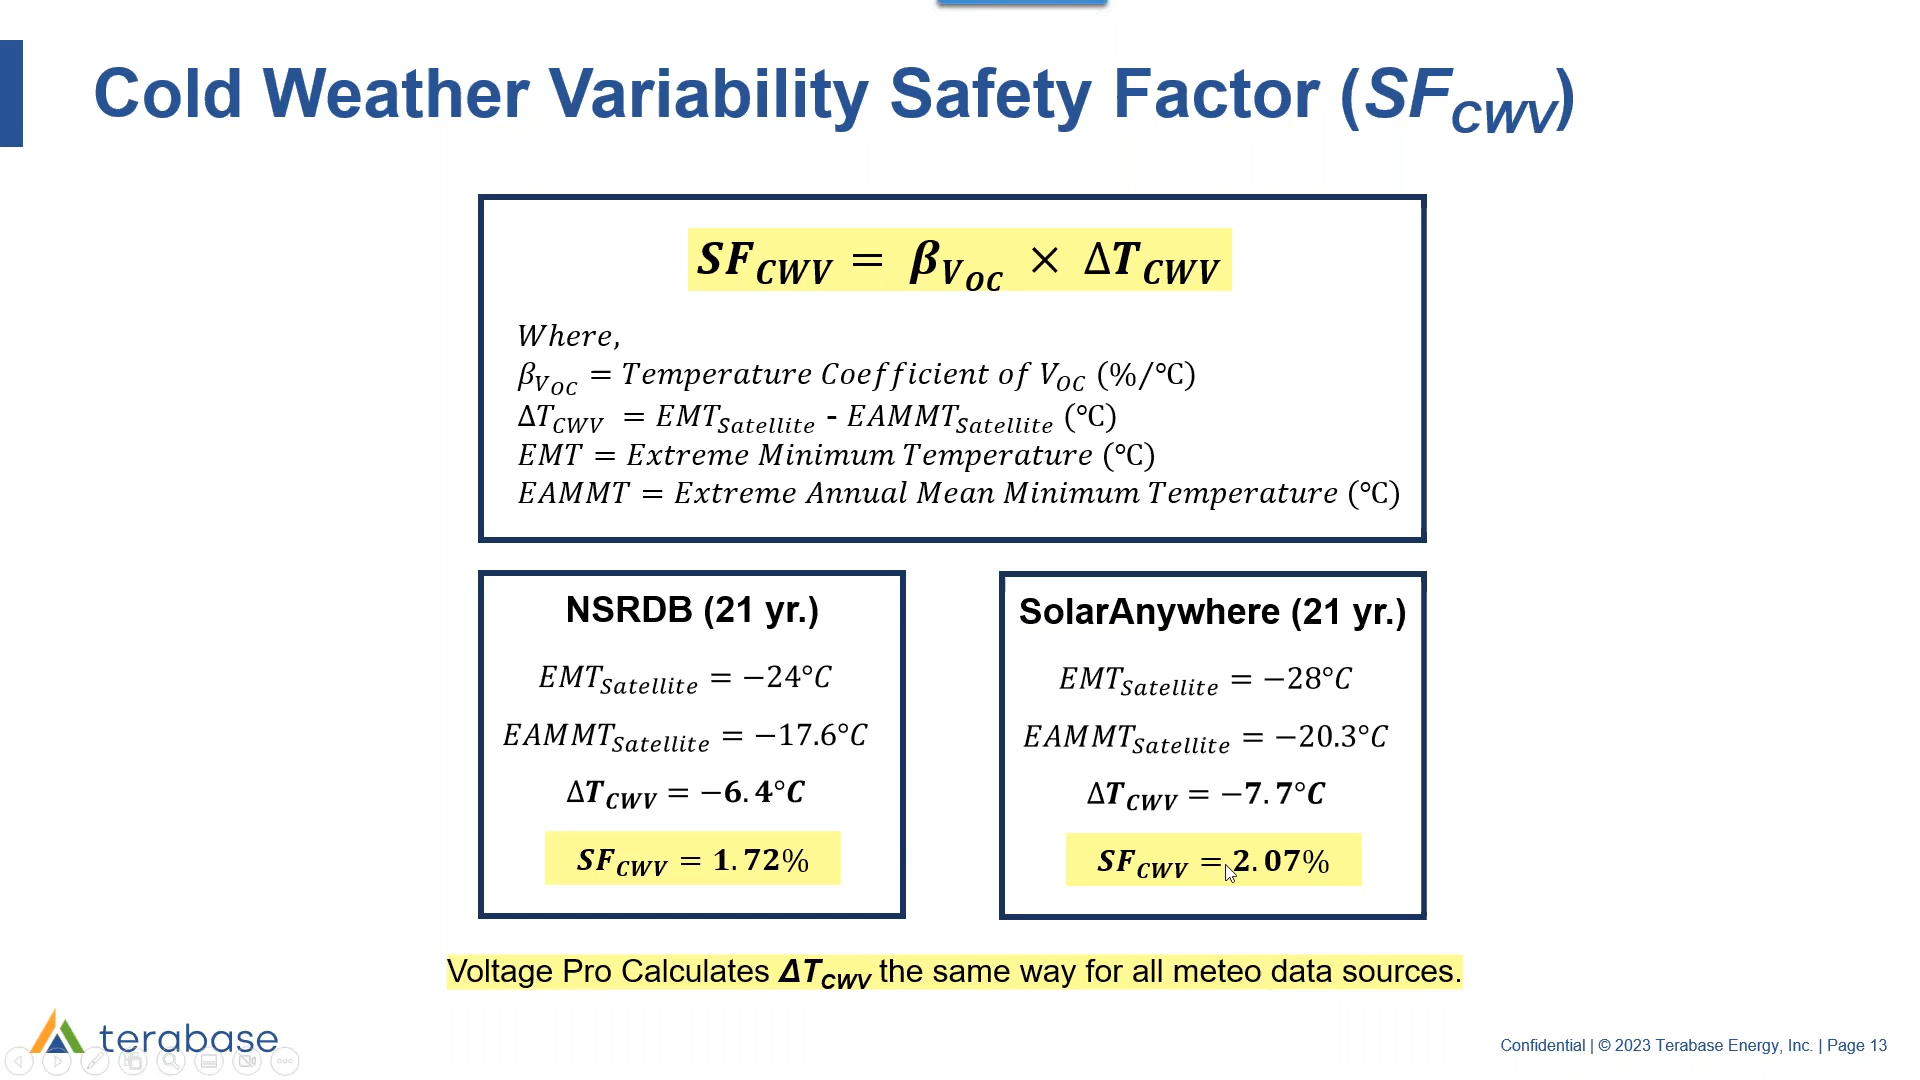 Cold Weather Variability Safety Factor (SF_CWV)
SF_CWV = β_V_OC × ΔT_CWV
Where,
β_V_OC = Temperature Coefficient of V_OC (%/℃)
ΔT_CWV = EMT_Satellite - EAMMT_Satellite (℃)
EMT = Extreme Minimum Temperature (℃)
EAMMT = Extreme Annual Mean Minimum Temperature (℃)
NSRDB (21 yr.)
EMT_Satellite = −24°C
EAMMT_Satellite = −17.6°C
ΔT_CWV = −6.4°C
SF_CWV = 1.72%
SolarAnywhere (21 yr.)
EMT_Satellite = −28°C
EAMMT_Satellite = −20.3°C
ΔT_CWV = −7.7°C
SF_CWV = 2.07%
Voltage Pro Calculates ΔT_CWV the same way for all meteo data sources.
terabase
Confidential | © 2023 Terabase Energy, Inc. | Page 13